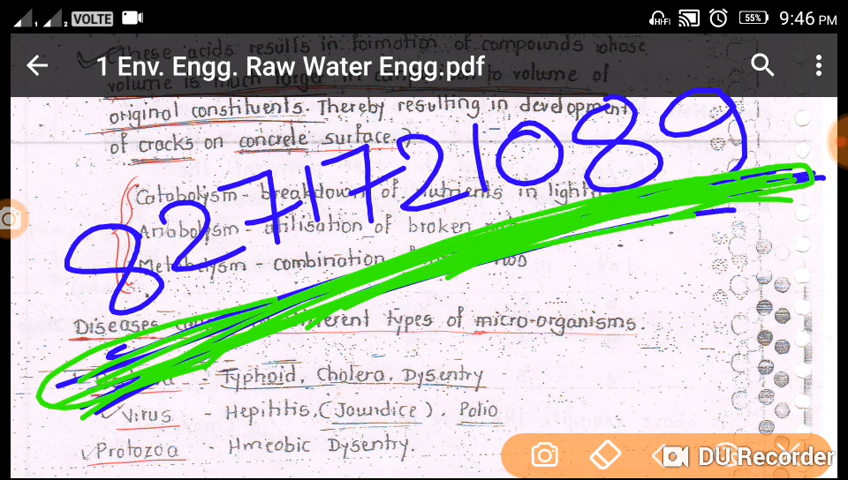 VOLTE 55% 9:46 PM
1 Env. Engg. Raw Water Engg.pdf
these acids results in formation of compounds whose
volume is much larger in comparison to volume of
original constituents. Thereby resulting in development
of cracks on concrete surface.
8271721089
Catabolism - breakdown of nutrients in
Anabolism - utilisation of broken
Metabolism - combination
Diseases different types of micro-organisms.
- Typhoid, Cholera, Dysentry
Virus - Hepititis, (Jaundice), Polio
Protozoa - Amoebic Dysentry.
DU Recorder